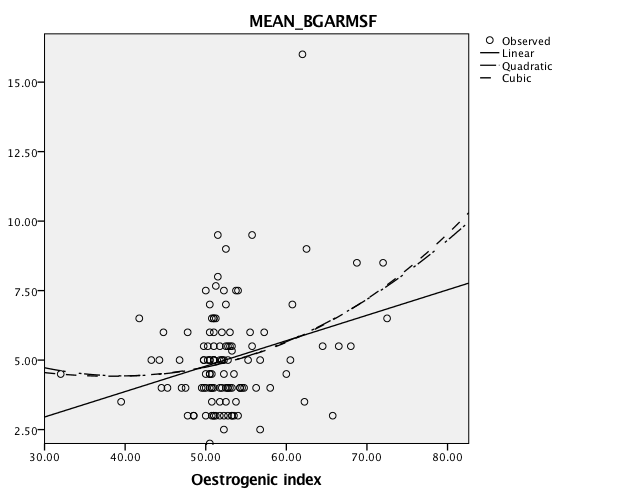 MEAN_BGARMSF
Observed
Linear
Quadratic
Cubic
15.00
12.50
10.00
7.50
5.00
2.50
30.00 40.00 50.00 60.00 70.00 80.00
Oestrogenic index